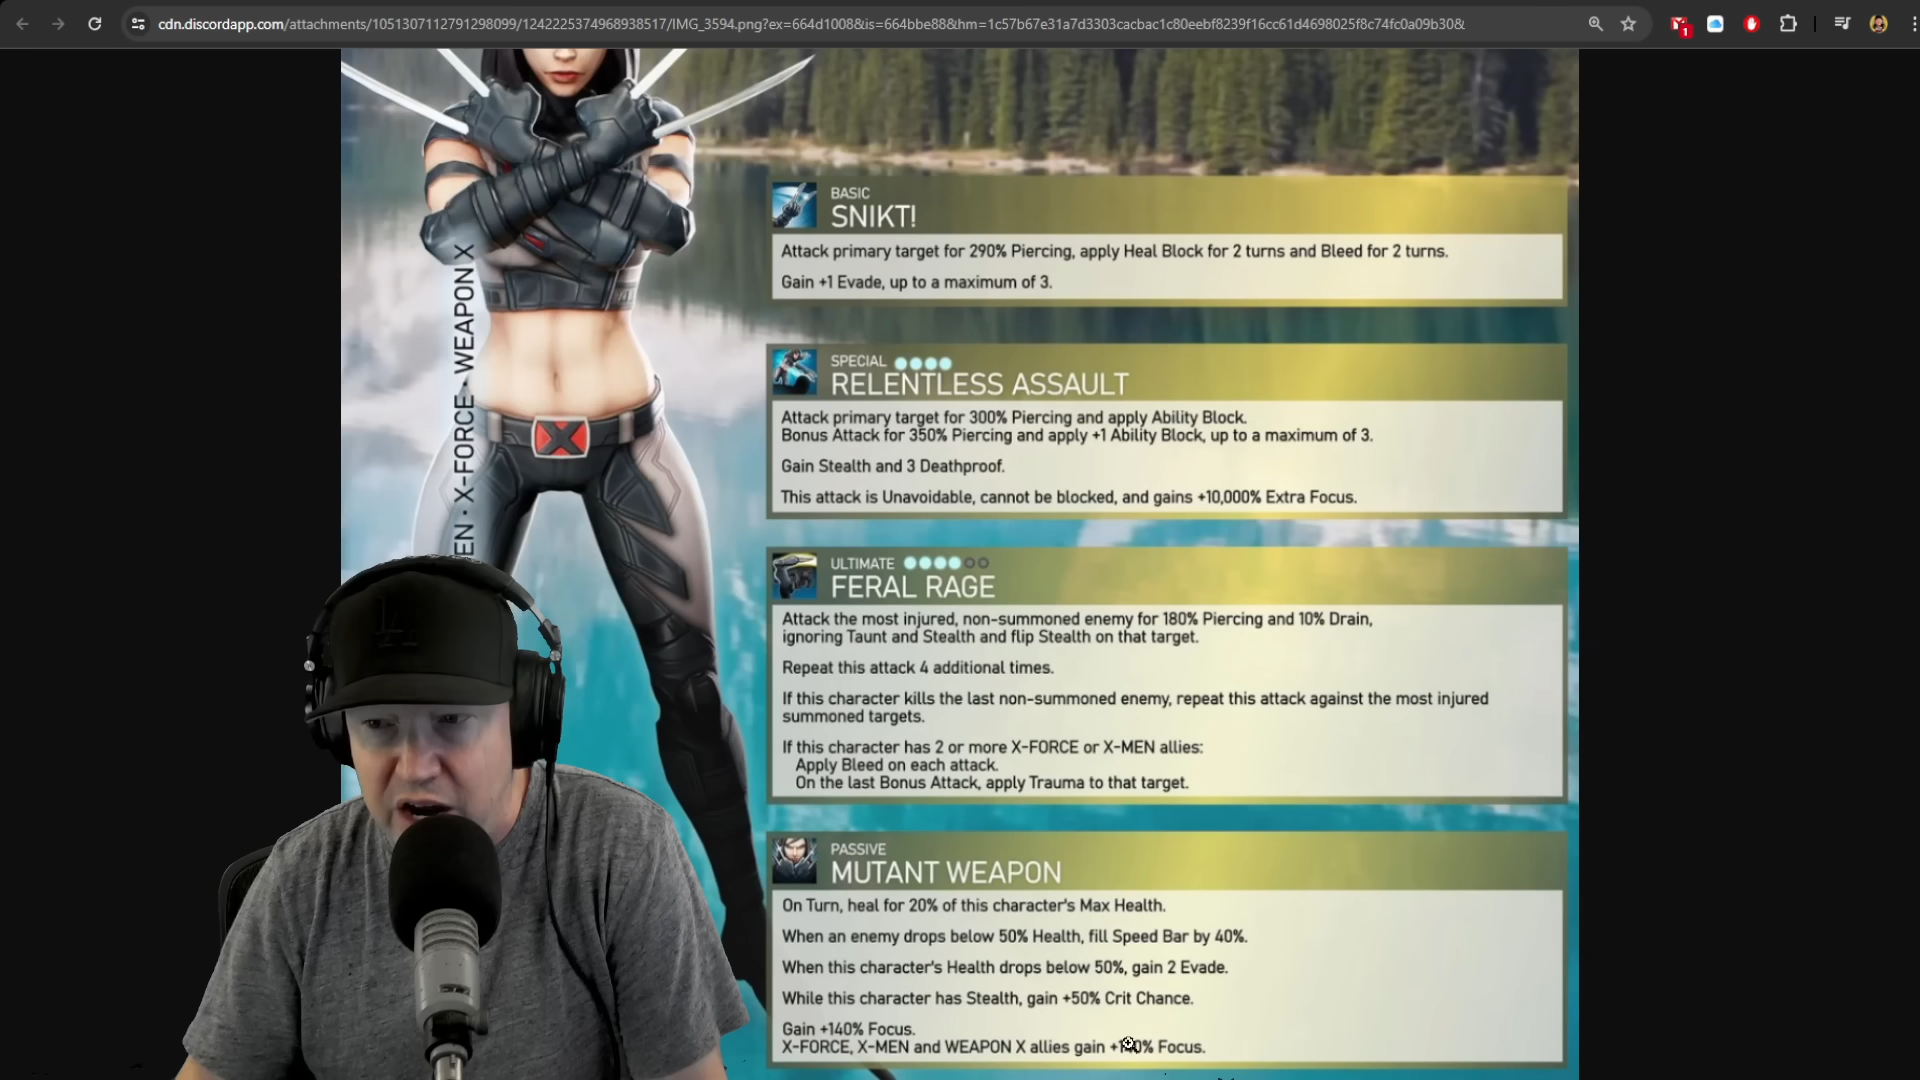 cdn.discordapp.com/attachments/1051307112791298099/1242225374968938517/IMG_3594.png?ex=664d1008&is=664bbe88&hm=1c57b67e31a7d3303cacbac1c80eebf8239f16cc61d4698025f8c74fc0a09b30&
1
EN · X-FORCE · WEAPON X
BASIC
SNIKT!
Attack primary target for 290% Piercing, apply Heal Block for 2 turns and Bleed for 2 turns.
Gain +1 Evade, up to a maximum of 3.
SPECIAL
RELENTLESS ASSAULT
Attack primary target for 300% Piercing and apply Ability Block.
Bonus Attack for 350% Piercing and apply +1 Ability Block, up to a maximum of 3.
Gain Stealth and 3 Deathproof.
This attack is Unavoidable, cannot be blocked, and gains +10,000% Extra Focus.
ULTIMATE
FERAL RAGE
Attack the most injured, non-summoned enemy for 180% Piercing and 10% Drain,
ignoring Taunt and Stealth and flip Stealth on that target.
Repeat this attack 4 additional times.
If this character kills the last non-summoned enemy, repeat this attack against the most injured
summoned targets.
If this character has 2 or more X-FORCE or X-MEN allies:
Apply Bleed on each attack.
On the last Bonus Attack, apply Trauma to that target.
PASSIVE
MUTANT WEAPON
On Turn, heal for 20% of this character's Max Health.
When an enemy drops below 50% Health, fill Speed Bar by 40%.
When this character's Health drops below 50%, gain 2 Evade.
While this character has Stealth, gain +50% Crit Chance.
Gain +140% Focus.
X-FORCE, X-MEN and WEAPON X allies gain Focus.